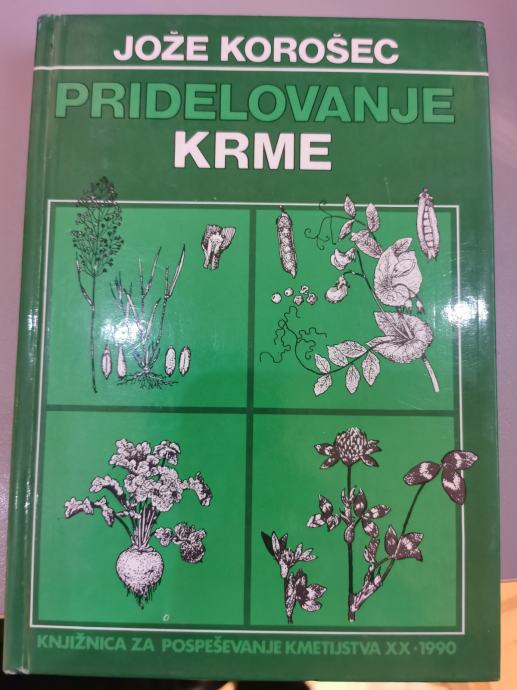 JOŽE KOROŠEC
PRIDELOVANJE
KRME
KNJIŽNICA ZA POSPEŠEVANJE KMETIJSTVA XX · 1990